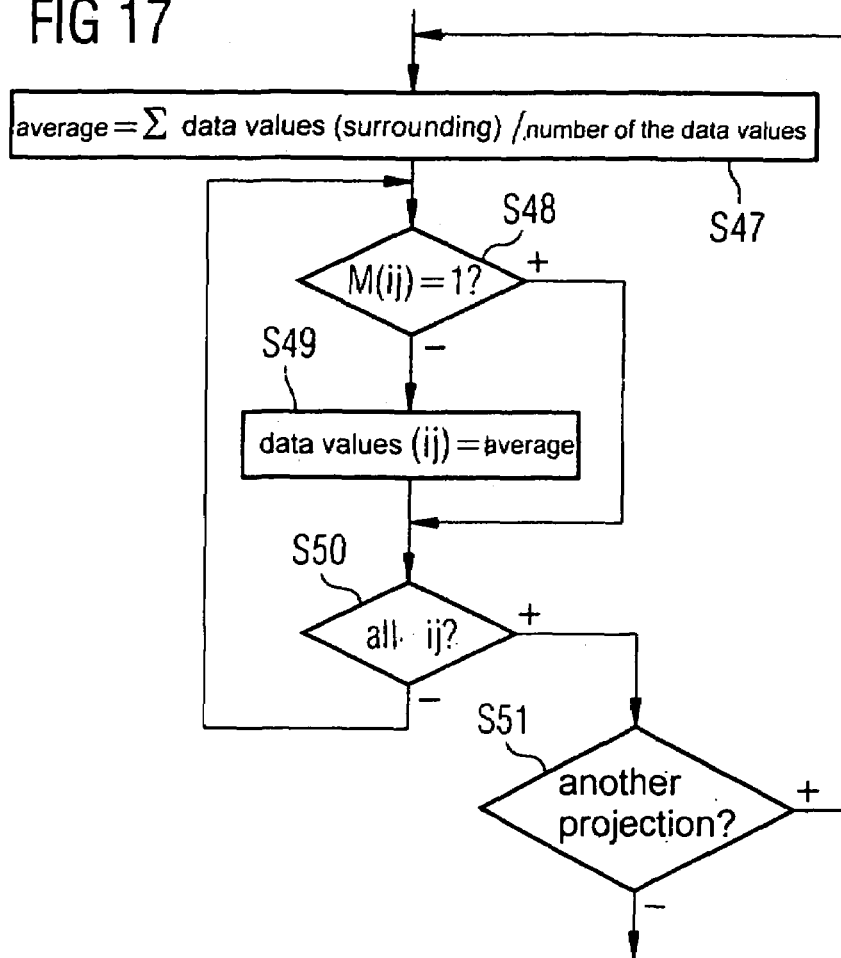 FIG 17
average = Σ data values (surrounding) / number of the data values
S47
S48
M(ij) = 1?
+
−
S49
data values (ij) = average
S50
all ij?
+
−
S51
another
projection?
+
−